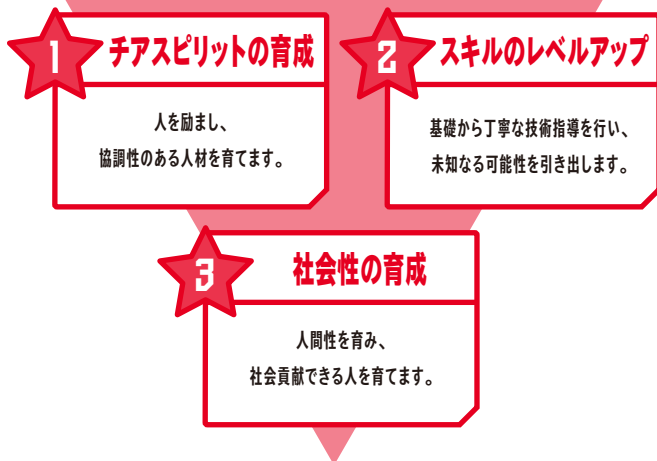 1
チアスピリットの育成
人を励まし、
協調性のある人材を育てます。
2
スキルのレベルアップ
基礎から丁寧な技術指導を行い、
未知なる可能性を引き出します。
3
社会性の育成
人間性を育み、
社会貢献できる人を育てます。